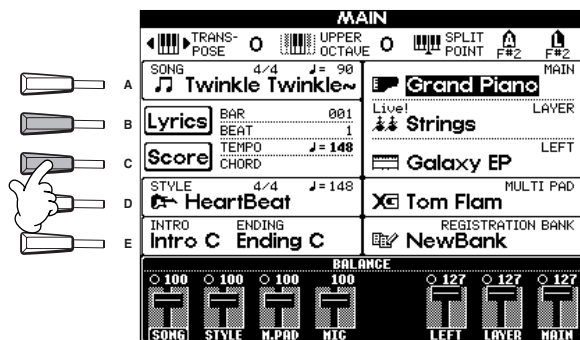 MAIN
TRANS-POSE 0 UPPER OCTAVE 0 SPLIT POINT A F#2 L F#2
A
SONG 4/4 ♩= 90
Twinkle Twinkle~
MAIN
Grand Piano
B
Lyrics
BAR 001
BEAT 1
Live! LAYER
Strings
C
Score
TEMPO ♩= 148
CHORD
LEFT
Galaxy EP
D
STYLE 4/4 ♩=148
HeartBeat
MULTI PAD
Tom Flam
E
INTRO ENDING
Intro C Ending C
REGISTRATION BANK
NewBank
BALANCE
100 100 100 100 127 127 127
SONG STYLE M.PAD MIC LEFT LAYER MAIN